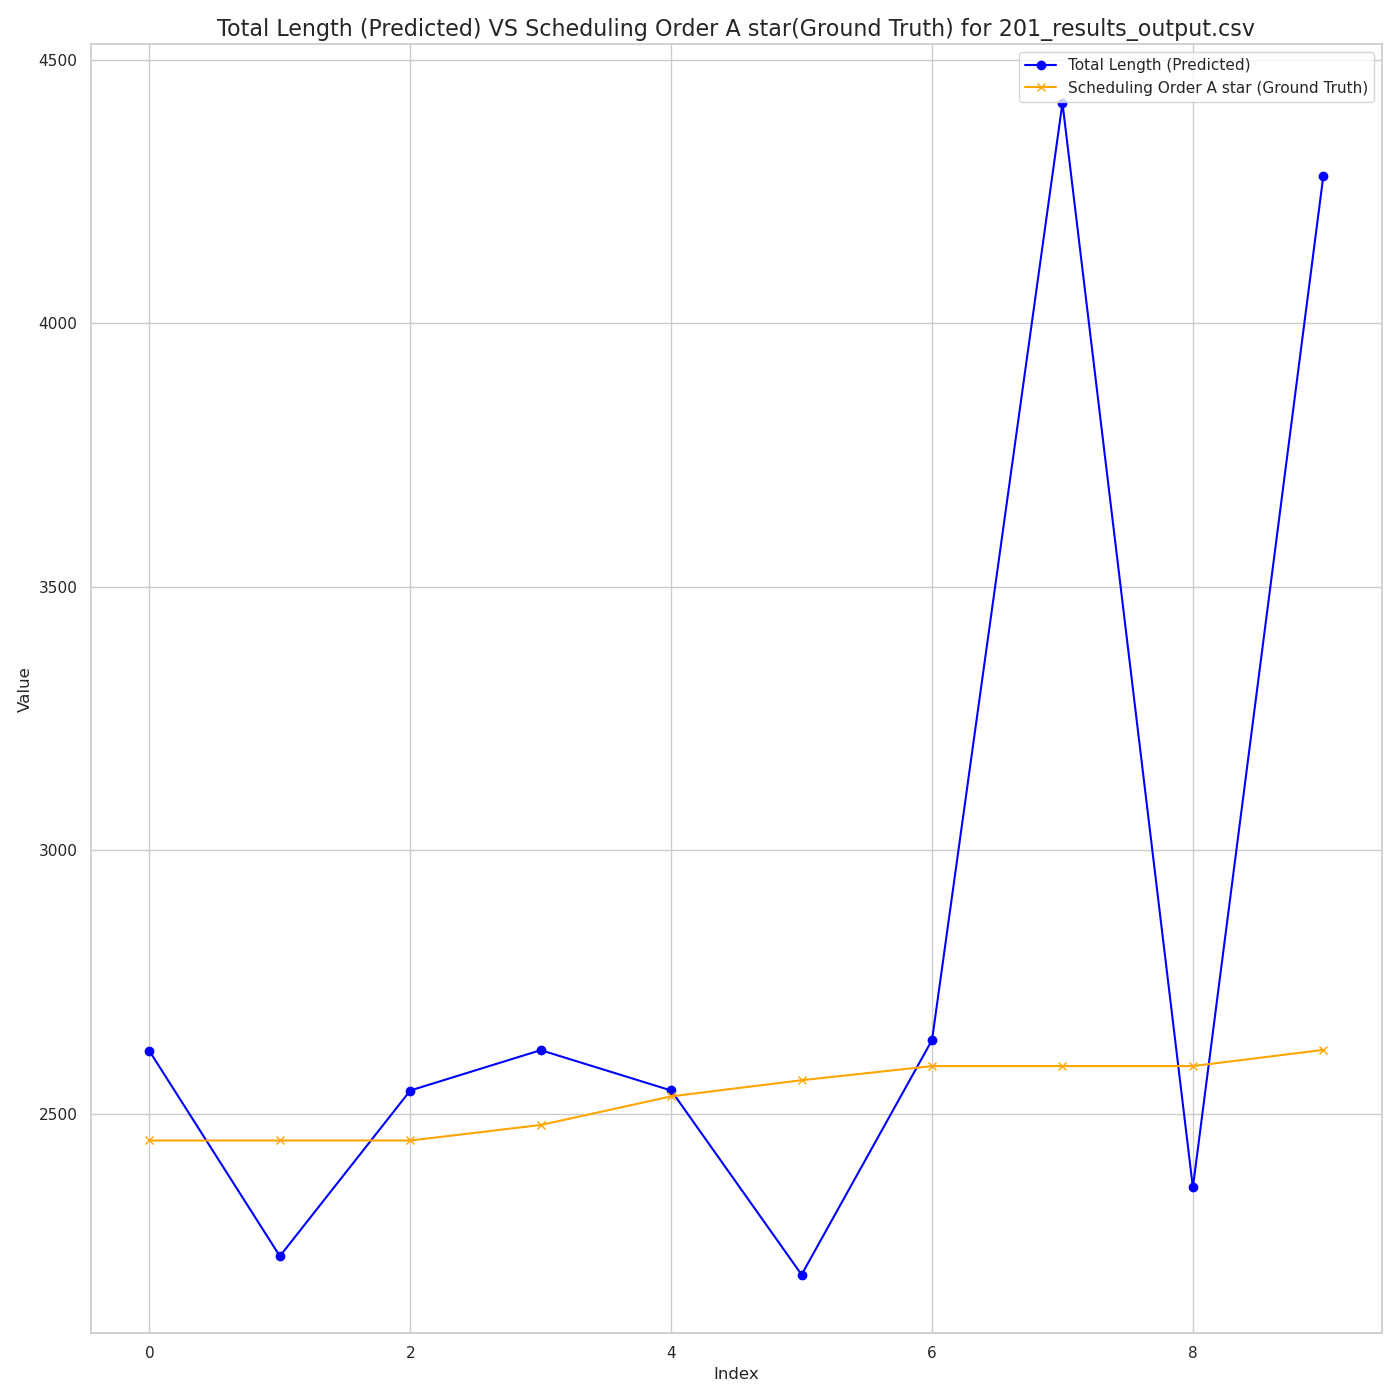 Total Length (Predicted) VS Scheduling Order A star(Ground Truth) for 201_results_output.csv
Total Length (Predicted)
Scheduling Order A star (Ground Truth)
4500
4000
3500
3000
2500
Value
0 2 4 6 8
Index